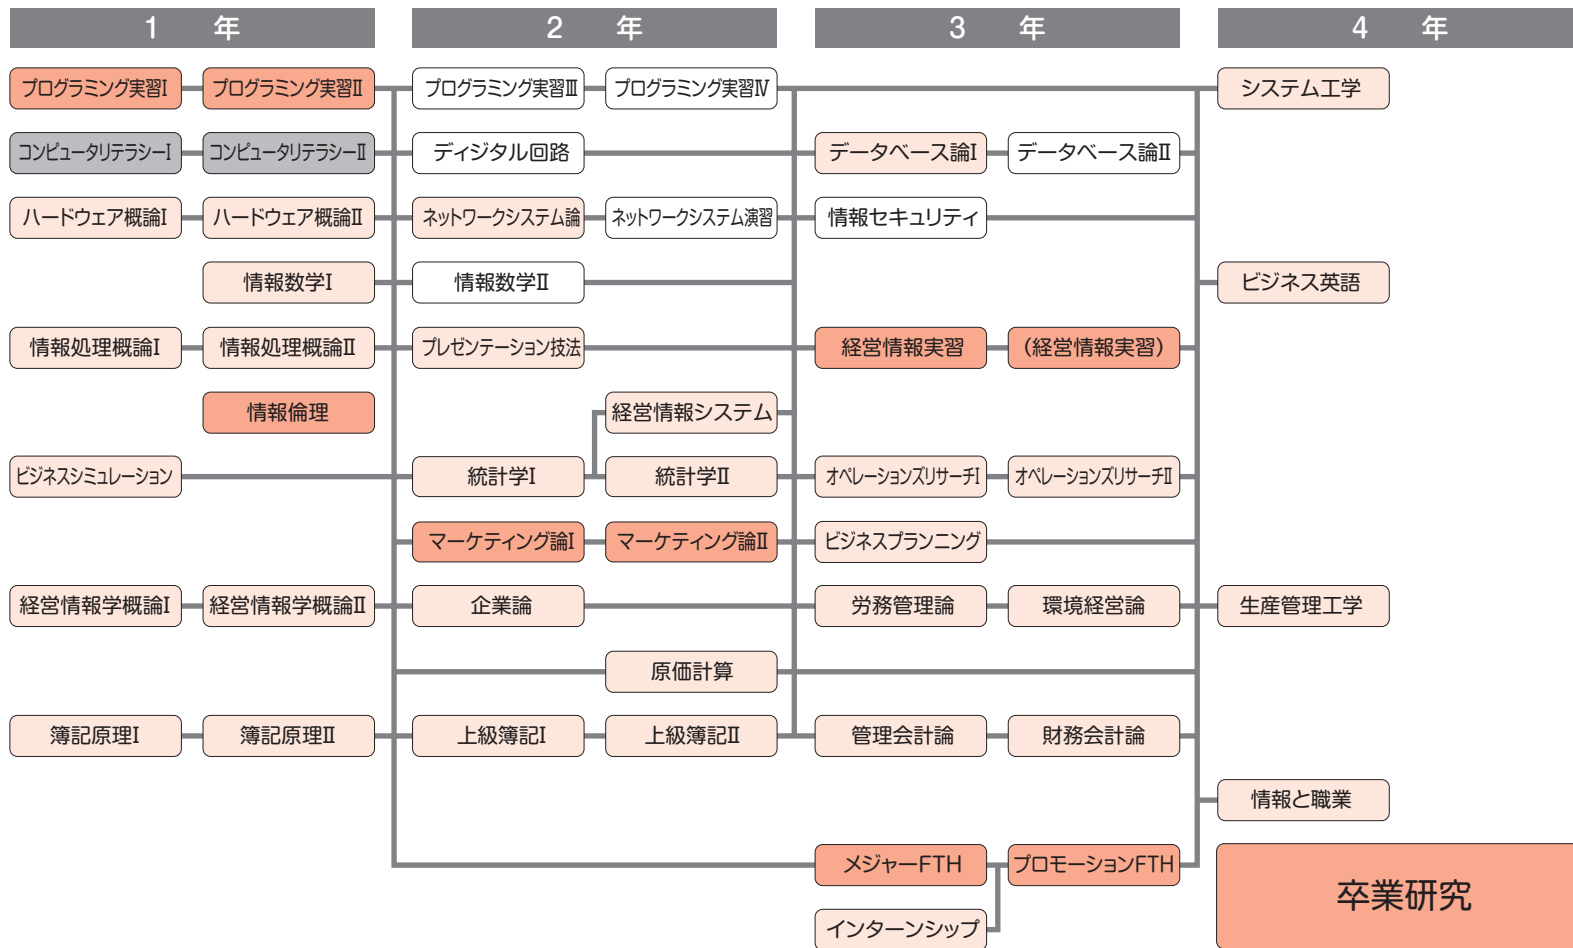 1 年 2 年 3 年 4 年
プログラミング実習Ⅰ プログラミング実習Ⅱ プログラミング実習Ⅲ プログラミング実習Ⅳ システム工学
コンピュータリテラシーⅠ コンピュータリテラシーⅡ ディジタル回路 データベース論Ⅰ データベース論Ⅱ
ハードウェア概論Ⅰ ハードウェア概論Ⅱ ネットワークシステム論 ネットワークシステム演習 情報セキュリティ
情報数学Ⅰ 情報数学Ⅱ ビジネス英語
情報処理概論Ⅰ 情報処理概論Ⅱ プレゼンテーション技法 経営情報実習 (経営情報実習)
情報倫理 経営情報システム
ビジネスシミュレーション 統計学Ⅰ 統計学Ⅱ オペレーションズリサーチⅠ オペレーションズリサーチⅡ
マーケティング論Ⅰ マーケティング論Ⅱ ビジネスプランニング
経営情報学概論Ⅰ 経営情報学概論Ⅱ 企業論 労務管理論 環境経営論 生産管理工学
原価計算
簿記原理Ⅰ 簿記原理Ⅱ 上級簿記Ⅰ 上級簿記Ⅱ 管理会計論 財務会計論
情報と職業
メジャーFTH プロモーションFTH
卒業研究
インターンシップ